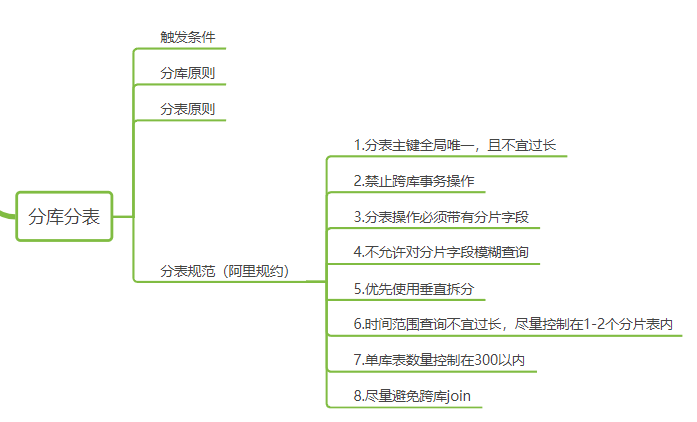 触发条件
分库原则
分表原则
分库分表
分表规范（阿里规约）
1.分表主键全局唯一，且不宜过长
2.禁止跨库事务操作
3.分表操作必须带有分片字段
4.不允许对分片字段模糊查询
5.优先使用垂直拆分
6.时间范围查询不宜过长，尽量控制在1-2个分片表内
7.单库表数量控制在300以内
8.尽量避免跨库join